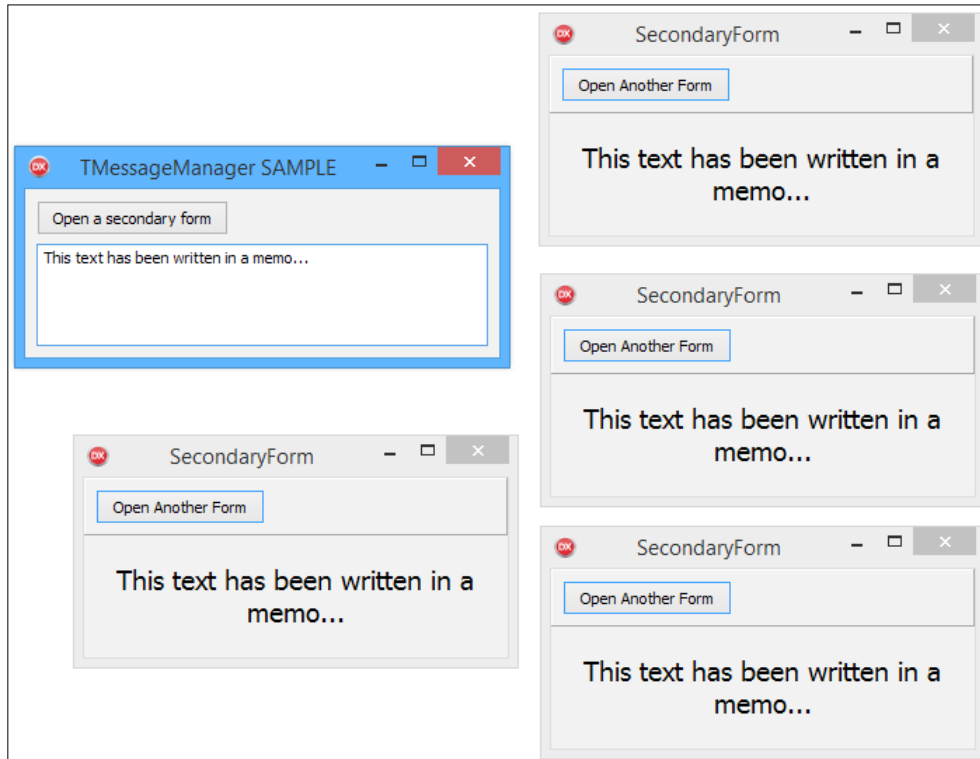 TMessageManager SAMPLE
Open a secondary form
This text has been written in a memo...
SecondaryForm
Open Another Form
This text has been written in a
memo...
SecondaryForm
Open Another Form
This text has been written in a
memo...
SecondaryForm
Open Another Form
This text has been written in a
memo...
SecondaryForm
Open Another Form
This text has been written in a
memo...